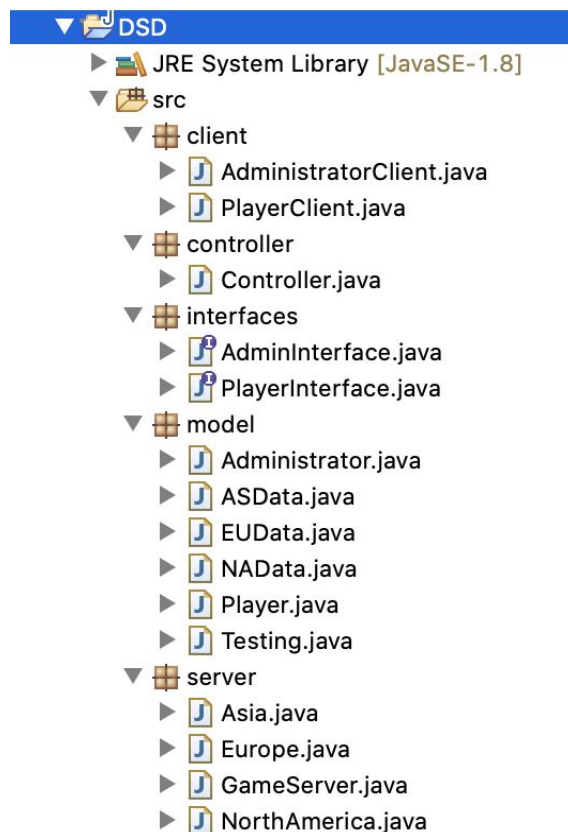 DSD
JRE System Library [JavaSE-1.8]
src
client
AdministratorClient.java
PlayerClient.java
controller
Controller.java
interfaces
AdminInterface.java
PlayerInterface.java
model
Administrator.java
ASData.java
EUData.java
NAData.java
Player.java
Testing.java
server
Asia.java
Europe.java
GameServer.java
NorthAmerica.java